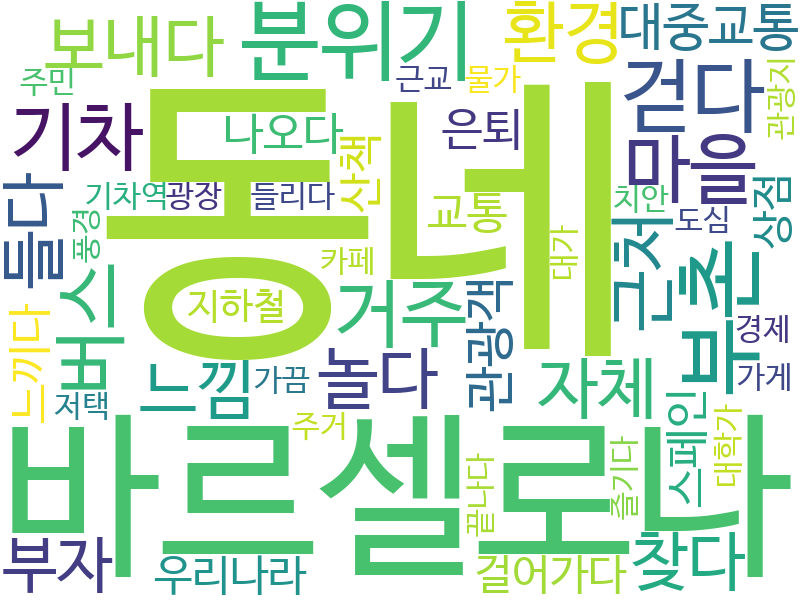 보내다
분위기
환경
대중교통
주민
근교
물가
관광지
기차
동네
나오다
산책
은퇴
걷다
마을
들다
기차역
광장
들리다
풍경
교통
치안
도심
상점
버스
지하철
카페
대가
근처
부촌
거주
관광객
경제
느끼다
느낌
가끔
놀다
자체
가게
저택
주거
스페인
대학가
바르셀로나
끝나다
즐기다
부자
우리나라
걸어가다
찾다